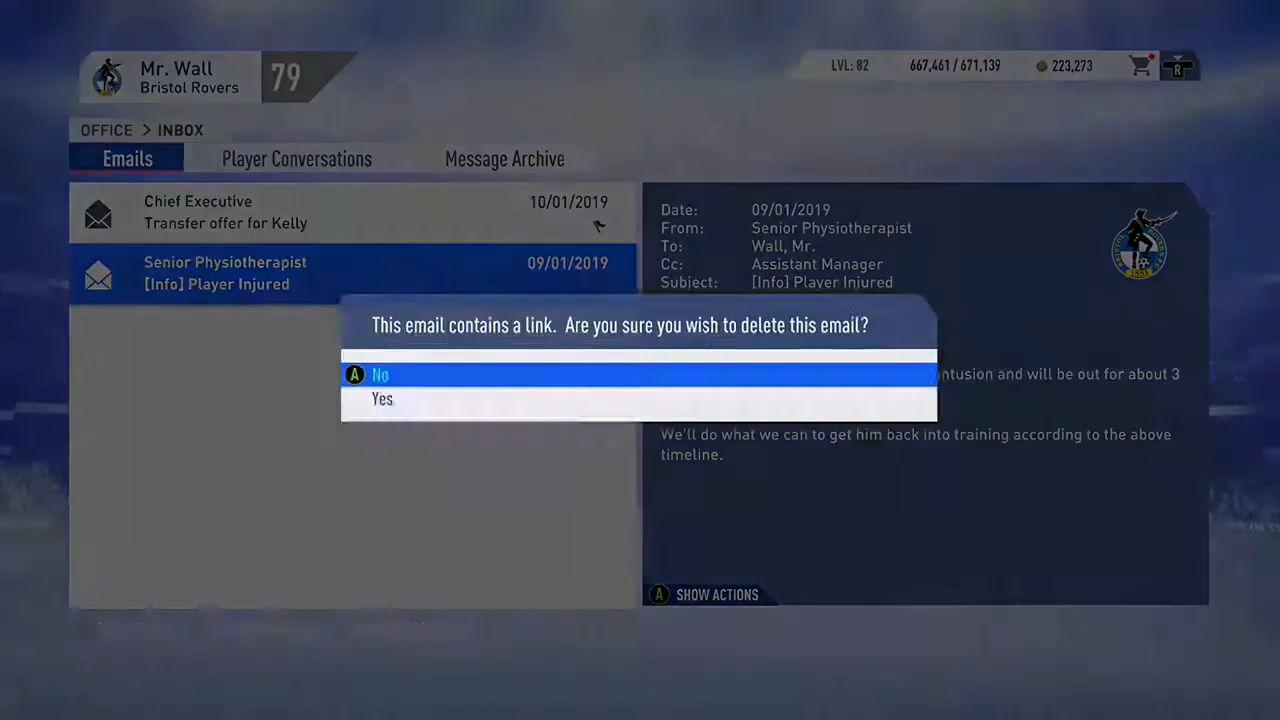 Mr. Wall
Bristol Rovers
79
LVL: 82
667,461 / 671,139
223,273
R
OFFICE > INBOX
Emails
Player Conversations
Message Archive
Chief Executive
10/01/2019
Transfer offer for Kelly
Senior Physiotherapist
09/01/2019
[Info] Player Injured
Date: 09/01/2019
From: Senior Physiotherapist
To: Wall, Mr.
Cc: Assistant Manager
Subject: [Info] Player Injured
This email contains a link. Are you sure you wish to delete this email?
A No
Yes
and will be out for about 3
We'll do what we can to get him back into training according to the above
timeline.
A SHOW ACTIONS